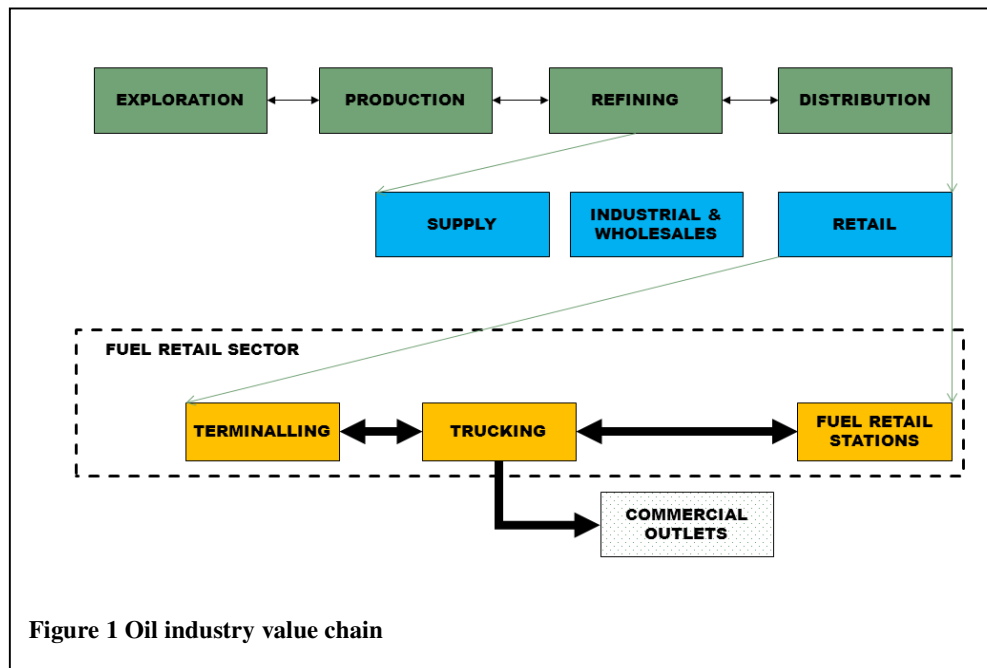 EXPLORATION
PRODUCTION
REFINING
DISTRIBUTION
SUPPLY
INDUSTRIAL &
WHOLESALES
RETAIL
FUEL RETAIL SECTOR
TERMINALLING
TRUCKING
FUEL RETAIL
STATIONS
COMMERCIAL
OUTLETS
Figure 1 Oil industry value chain